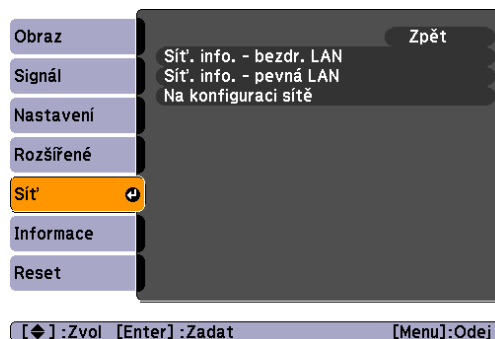 Obraz
Signál
Nastavení
Rozšířené
Síť
Informace
Reset
Zpět
Síť. info. - bezdr. LAN
Síť. info. - pevná LAN
Na konfiguraci sítě
[◆] :Zvol [Enter] :Zadat [Menu]:Odej